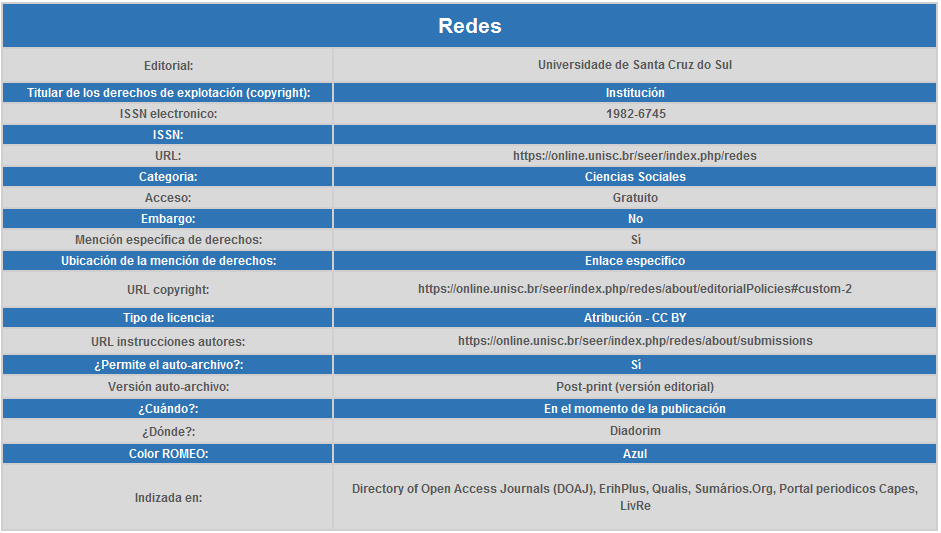 Redes
Editorial: Universidade de Santa Cruz do Sul
Titular de los derechos de explotación (copyright): Institución
ISSN electronico: 1982-6745
ISSN:
URL: https://online.unisc.br/seer/index.php/redes
Categoria: Ciencias Sociales
Acceso: Gratuito
Embargo: No
Mención específica de derechos: Sí
Ubicación de la mención de derechos: Enlace especifico
URL copyright: https://online.unisc.br/seer/index.php/redes/about/editorialPolicies#custom-2
Tipo de licencia: Atribución - CC BY
URL instrucciones autores: https://online.unisc.br/seer/index.php/redes/about/submissions
¿Permite el auto-archivo?: Sí
Versión auto-archivo: Post-print (versión editorial)
¿Cuándo?: En el momento de la publicación
¿Dónde?: Diadorim
Color ROMEO: Azul
Indizada en: Directory of Open Access Journals (DOAJ), ErihPlus, Qualis, Sumários.Org, Portal periodicos Capes,
LivRe